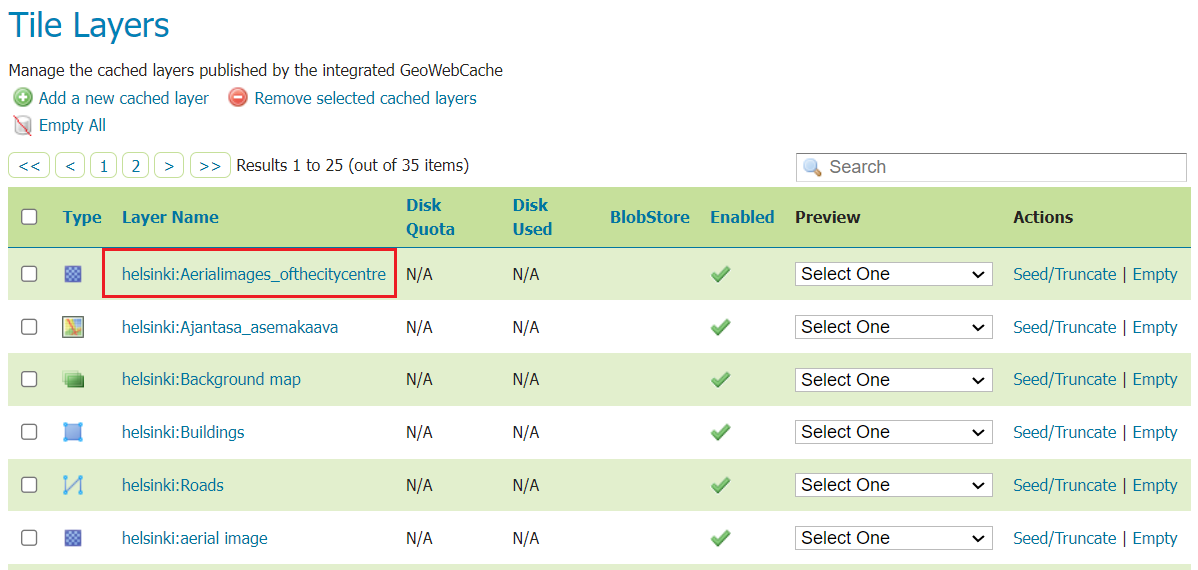 Tile Layers
Manage the cached layers published by the integrated GeoWebCache
Add a new cached layer Remove selected cached layers
Empty All
<< < 1 2 > >> Results 1 to 25 (out of 35 items) Search
Type Layer Name Disk Quota Disk Used BlobStore Enabled Preview Actions
helsinki:Aerialimages_ofthecitycentre N/A N/A Select One Seed/Truncate | Empty
helsinki:Ajantasa_asemakaava N/A N/A Select One Seed/Truncate | Empty
helsinki:Background map N/A N/A Select One Seed/Truncate | Empty
helsinki:Buildings N/A N/A Select One Seed/Truncate | Empty
helsinki:Roads N/A N/A Select One Seed/Truncate | Empty
helsinki:aerial image N/A N/A Select One Seed/Truncate | Empty